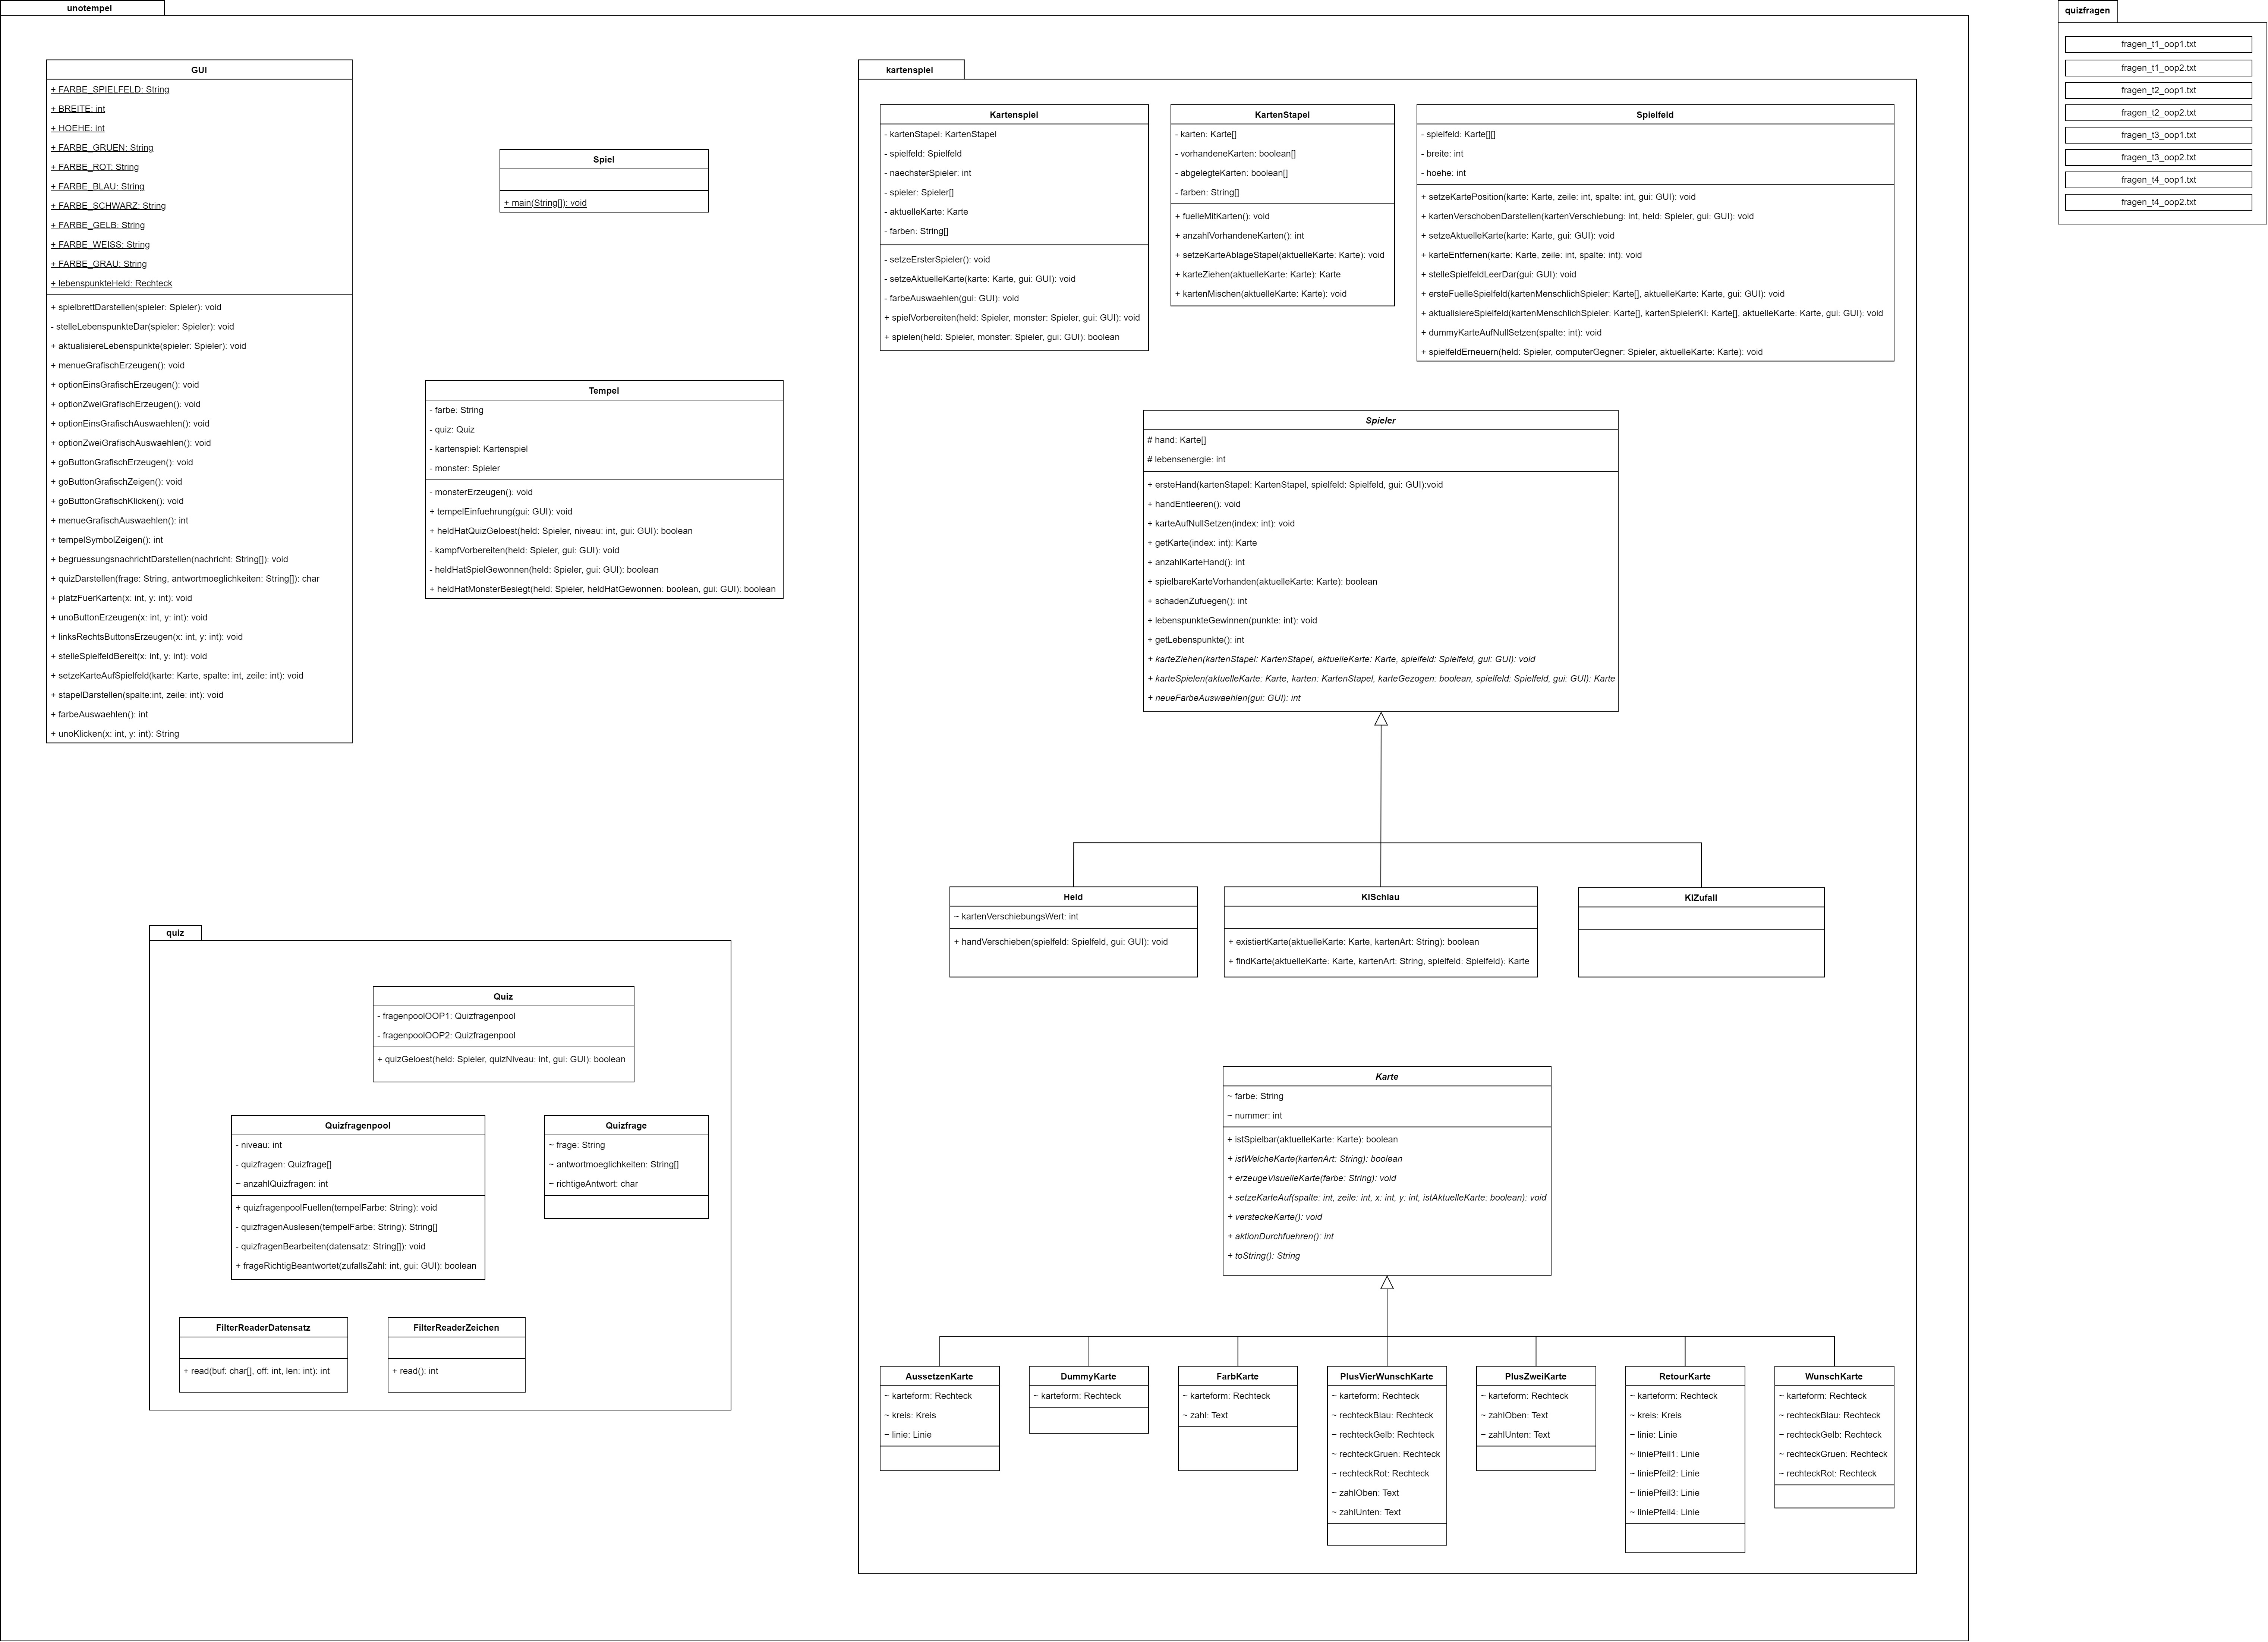 unotempel
GUI
+ FARBE_SPIELFELD: String
+ BREITE: int
+ HOEHE: int
+ FARBE_GRUEN: String
+ FARBE_ROT: String
+ FARBE_BLAU: String
+ FARBE_SCHWARZ: String
+ FARBE_GELB: String
+ FARBE_WEISS: String
+ FARBE_GRAU: String
+ lebenspunkteHeld: Rechteck
+ spielbrettDarstellen(spieler: Spieler): void
- stelleLebenspunkteDar(spieler: Spieler): void
+ aktualisiereLebenspunkte(spieler: Spieler): void
+ menueGrafischErzeugen(): void
+ optionEinsGrafischErzeugen(): void
+ optionZweiGrafischErzeugen(): void
+ optionEinsGrafischAuswaehlen(): void
+ optionZweiGrafischAuswaehlen(): void
+ goButtonGrafischErzeugen(): void
+ goButtonGrafischZeigen(): void
+ goButtonGrafischKlicken(): void
+ menueGrafischAuswaehlen(): int
+ tempelSymbolZeigen(): int
+ begruessungsnachrichtDarstellen(nachricht: String[]): void
+ quizDarstellen(frage: String, antwortmoeglichkeiten: String[]): char
+ platzFuerKarten(x: int, y: int): void
+ unoButtonErzeugen(x: int, y: int): void
+ linksRechtsButtonsErzeugen(x: int, y: int): void
+ stelleSpielfeldBereit(x: int, y: int): void
+ setzeKarteAufSpielfeld(karte: Karte, spalte: int, zeile: int): void
+ stapelDarstellen(spalte:int, zeile: int): void
+ farbeAuswaehlen(): int
+ unoKlicken(x: int, y: int): String
Spiel
+ main(String[]): void
Tempel
- farbe: String
- quiz: Quiz
- kartenspiel: Kartenspiel
- monster: Spieler
- monsterErzeugen(): void
+ tempelEinfuehrung(gui: GUI): void
+ heldHatQuizGeloest(held: Spieler, niveau: int, gui: GUI): boolean
- kampfVorbereiten(held: Spieler, gui: GUI): void
- heldHatSpielGewonnen(held: Spieler, gui: GUI): boolean
+ heldHatMonsterBesiegt(held: Spieler, heldHatGewonnen: boolean, gui: GUI): boolean
quiz
Quiz
- fragenpoolOOP1: Quizfragenpool
- fragenpoolOOP2: Quizfragenpool
+ quizGeloest(held: Spieler, quizNiveau: int, gui: GUI): boolean
Quizfragenpool
- niveau: int
- quizfragen: Quizfrage[]
~ anzahlQuizfragen: int
+ quizfragenpoolFuellen(tempelFarbe: String): void
- quizfragenAuslesen(tempelFarbe: String): String[]
- quizfragenBearbeiten(datensatz: String[]): void
+ frageRichtigBeantwortet(zufallsZahl: int, gui: GUI): boolean
Quizfrage
~ frage: String
~ antwortmoeglichkeiten: String[]
~ richtigeAntwort: char
FilterReaderDatensatz
+ read(buf: char[], off: int, len: int): int
FilterReaderZeichen
+ read(): int
kartenspiel
Kartenspiel
- kartenStapel: KartenStapel
- spielfeld: Spielfeld
- naechsterSpieler: int
- spieler: Spieler[]
- aktuelleKarte: Karte
- farben: String[]
- setzeErsterSpieler(): void
- setzeAktuelleKarte(karte: Karte, gui: GUI): void
- farbeAuswaehlen(gui: GUI): void
+ spielVorbereiten(held: Spieler, monster: Spieler, gui: GUI): void
+ spielen(held: Spieler, monster: Spieler, gui: GUI): boolean
KartenStapel
- karten: Karte[]
- vorhandeneKarten: boolean[]
- abgelegteKarten: boolean[]
- farben: String[]
+ fuelleMitKarten(): void
+ anzahlVorhandeneKarten(): int
+ setzeKarteAblageStapel(aktuelleKarte: Karte): void
+ karteZiehen(aktuelleKarte: Karte): Karte
+ kartenMischen(aktuelleKarte: Karte): void
Spielfeld
- spielfeld: Karte[][]
- breite: int
- hoehe: int
+ setzeKartePosition(karte: Karte, zeile: int, spalte: int, gui: GUI): void
+ kartenVerschobenDarstellen(kartenVerschiebung: int, held: Spieler, gui: GUI): void
+ setzeAktuelleKarte(karte: Karte, gui: GUI): void
+ karteEntfernen(karte: Karte, zeile: int, spalte: int): void
+ stelleSpielfeldLeerDar(gui: GUI): void
+ ersteFuelleSpielfeld(kartenMenschlichSpieler: Karte[], aktuelleKarte: Karte, gui: GUI): void
+ aktualisiereSpielfeld(kartenMenschlichSpieler: Karte[], kartenSpielerKI: Karte[], aktuelleKarte: Karte, gui: GUI): void
+ dummyKarteAufNullSetzen(spalte: int): void
+ spielfeldErneuern(held: Spieler, computerGegner: Spieler, aktuelleKarte: Karte): void
Spieler
# hand: Karte[]
# lebensenergie: int
+ ersteHand(kartenStapel: KartenStapel, spielfeld: Spielfeld, gui: GUI):void
+ handEntleeren(): void
+ karteAufNullSetzen(index: int): void
+ getKarte(index: int): Karte
+ anzahlKarteHand(): int
+ spielbareKarteVorhanden(aktuelleKarte: Karte): boolean
+ schadenZufuegen(): int
+ lebenspunkteGewinnen(punkte: int): void
+ getLebenspunkte(): int
+ karteZiehen(kartenStapel: KartenStapel, aktuelleKarte: Karte, spielfeld: Spielfeld, gui: GUI): void
+ karteSpielen(aktuelleKarte: Karte, karten: KartenStapel, karteGezogen: boolean, spielfeld: Spielfeld, gui: GUI): Karte
+ neueFarbeAuswaehlen(gui: GUI): int
Held
~ kartenVerschiebungsWert: int
+ handVerschieben(spielfeld: Spielfeld, gui: GUI): void
KISchlau
+ existiertKarte(aktuelleKarte: Karte, kartenArt: String): boolean
+ findKarte(aktuelleKarte: Karte, kartenArt: String, spielfeld: Spielfeld): Karte
KIZufall
Karte
~ farbe: String
~ nummer: int
+ istSpielbar(aktuelleKarte: Karte): boolean
+ istWelcheKarte(kartenArt: String): boolean
+ erzeugeVisuelleKarte(farbe: String): void
+ setzeKarteAuf(spalte: int, zeile: int, x: int, y: int, istAktuelleKarte: boolean): void
+ versteckeKarte(): void
+ aktionDurchfuehren(): int
+ toString(): String
AussetzenKarte
~ karteform: Rechteck
~ kreis: Kreis
~ linie: Linie
DummyKarte
~ karteform: Rechteck
FarbKarte
~ karteform: Rechteck
~ zahl: Text
PlusVierWunschKarte
~ karteform: Rechteck
~ rechteckBlau: Rechteck
~ rechteckGelb: Rechteck
~ rechteckGruen: Rechteck
~ rechteckRot: Rechteck
~ zahlOben: Text
~ zahlUnten: Text
PlusZweiKarte
~ karteform: Rechteck
~ zahlOben: Text
~ zahlUnten: Text
RetourKarte
~ karteform: Rechteck
~ kreis: Kreis
~ linie: Linie
~ liniePfeil1: Linie
~ liniePfeil2: Linie
~ liniePfeil3: Linie
~ liniePfeil4: Linie
WunschKarte
~ karteform: Rechteck
~ rechteckBlau: Rechteck
~ rechteckGelb: Rechteck
~ rechteckGruen: Rechteck
~ rechteckRot: Rechteck
quizfragen
fragen_t1_oop1.txt
fragen_t1_oop2.txt
fragen_t2_oop1.txt
fragen_t2_oop2.txt
fragen_t3_oop1.txt
fragen_t3_oop2.txt
fragen_t4_oop1.txt
fragen_t4_oop2.txt